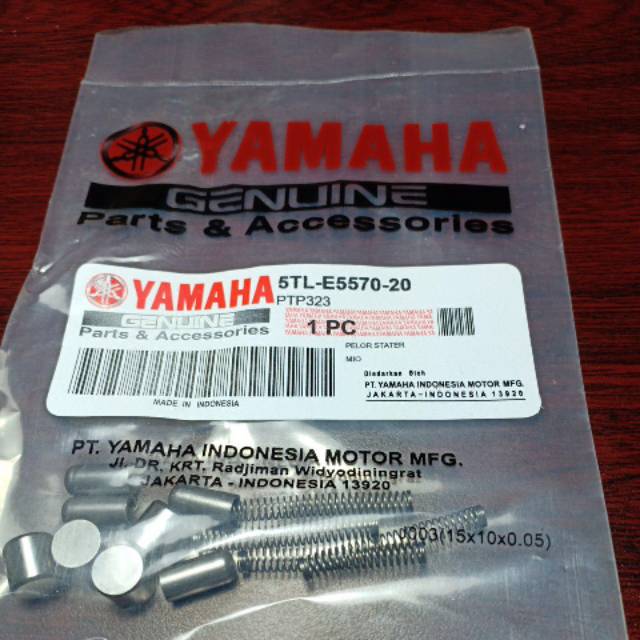 YAMAHA
GENUINE
Parts & Accessories
YAMAHA
GENUINE
Parts & Accessories
5TL-E5570-20
PTP323
1 PC
PELOR STATER
MIO
MADE IN INDONESIA
Diedarkan Oleh
PT. YAMAHA INDONESIA MOTOR MFG.
JAKARTA-INDONESIA 13920
PT. YAMAHA INDONESIA MOTOR MFG.
Jl. DR. KRT. Radjiman Widyodiningrat
JAKARTA - INDONESIA 13920
J003(15x10x0.05)